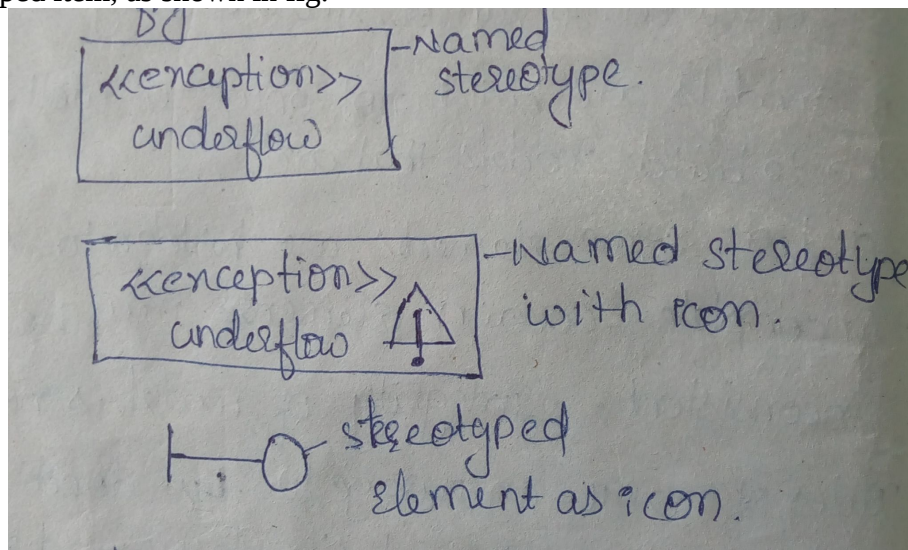 ped item, as shown in fig.
<<exception>>
underflow
-Named
stereotype.
<<exception>>
underflow
!
-Named stereotype
with icon.
stereotyped
Element as icon.